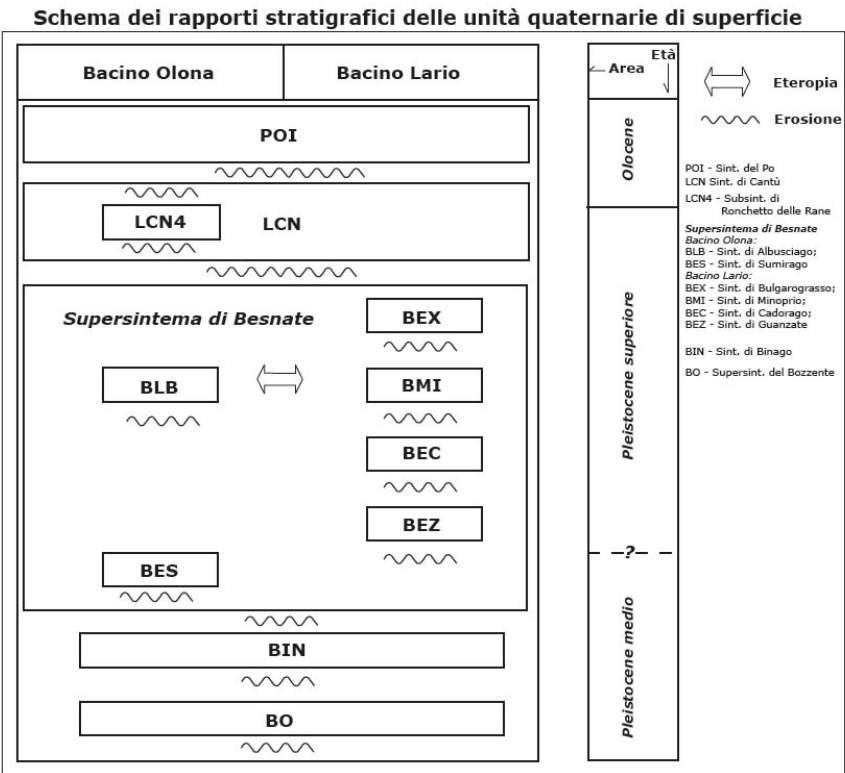 Schema dei rapporti stratigrafici delle unità quaternarie di superficie
Bacino Olona
Bacino Lario
POI
LCN4
LCN
Supersintema di Besnate
BEX
BLB
BMI
BEC
BEZ
BES
BIN
BO
Area
Età
Olocene
Pleistocene superiore
?
Pleistocene medio
Eteropia
Erosione
POI - Sint. del Po
LCN Sint. di Cantù
LCN4 - Subsint. di
Ronchetto delle Rane
Supersintema di Besnate
Bacino Olona:
BLB - Sint. di Albusciago;
BES - Sint. di Sumirago
Bacino Lario:
BEX - Sint. di Bulgarograsso;
BMI - Sint. di Minoprio;
BEC - Sint. di Cadorago;
BEZ - Sint. di Guanzate
BIN - Sint. di Binago
BO - Supersint. del Bozzente